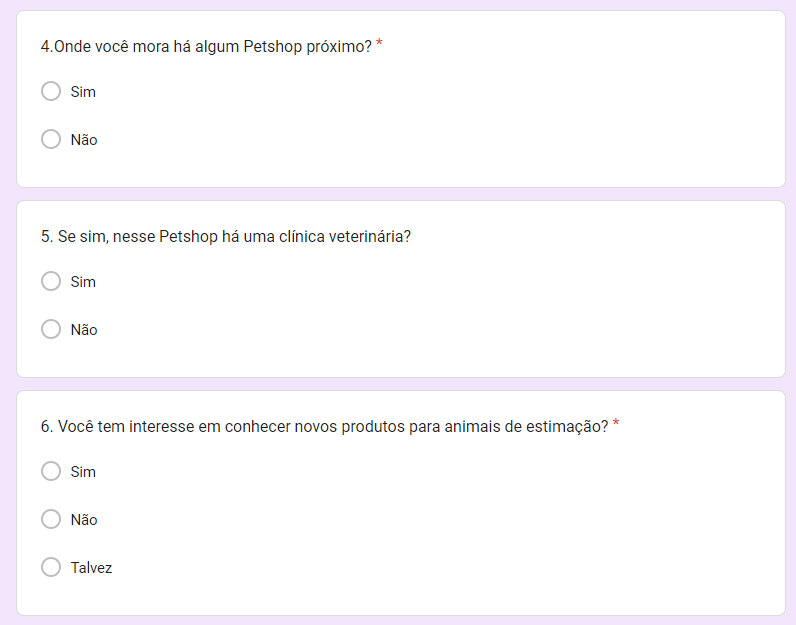 4.Onde você mora há algum Petshop próximo? *
Sim
Não
5. Se sim, nesse Petshop há uma clínica veterinária?
Sim
Não
6. Você tem interesse em conhecer novos produtos para animais de estimação? *
Sim
Não
Talvez